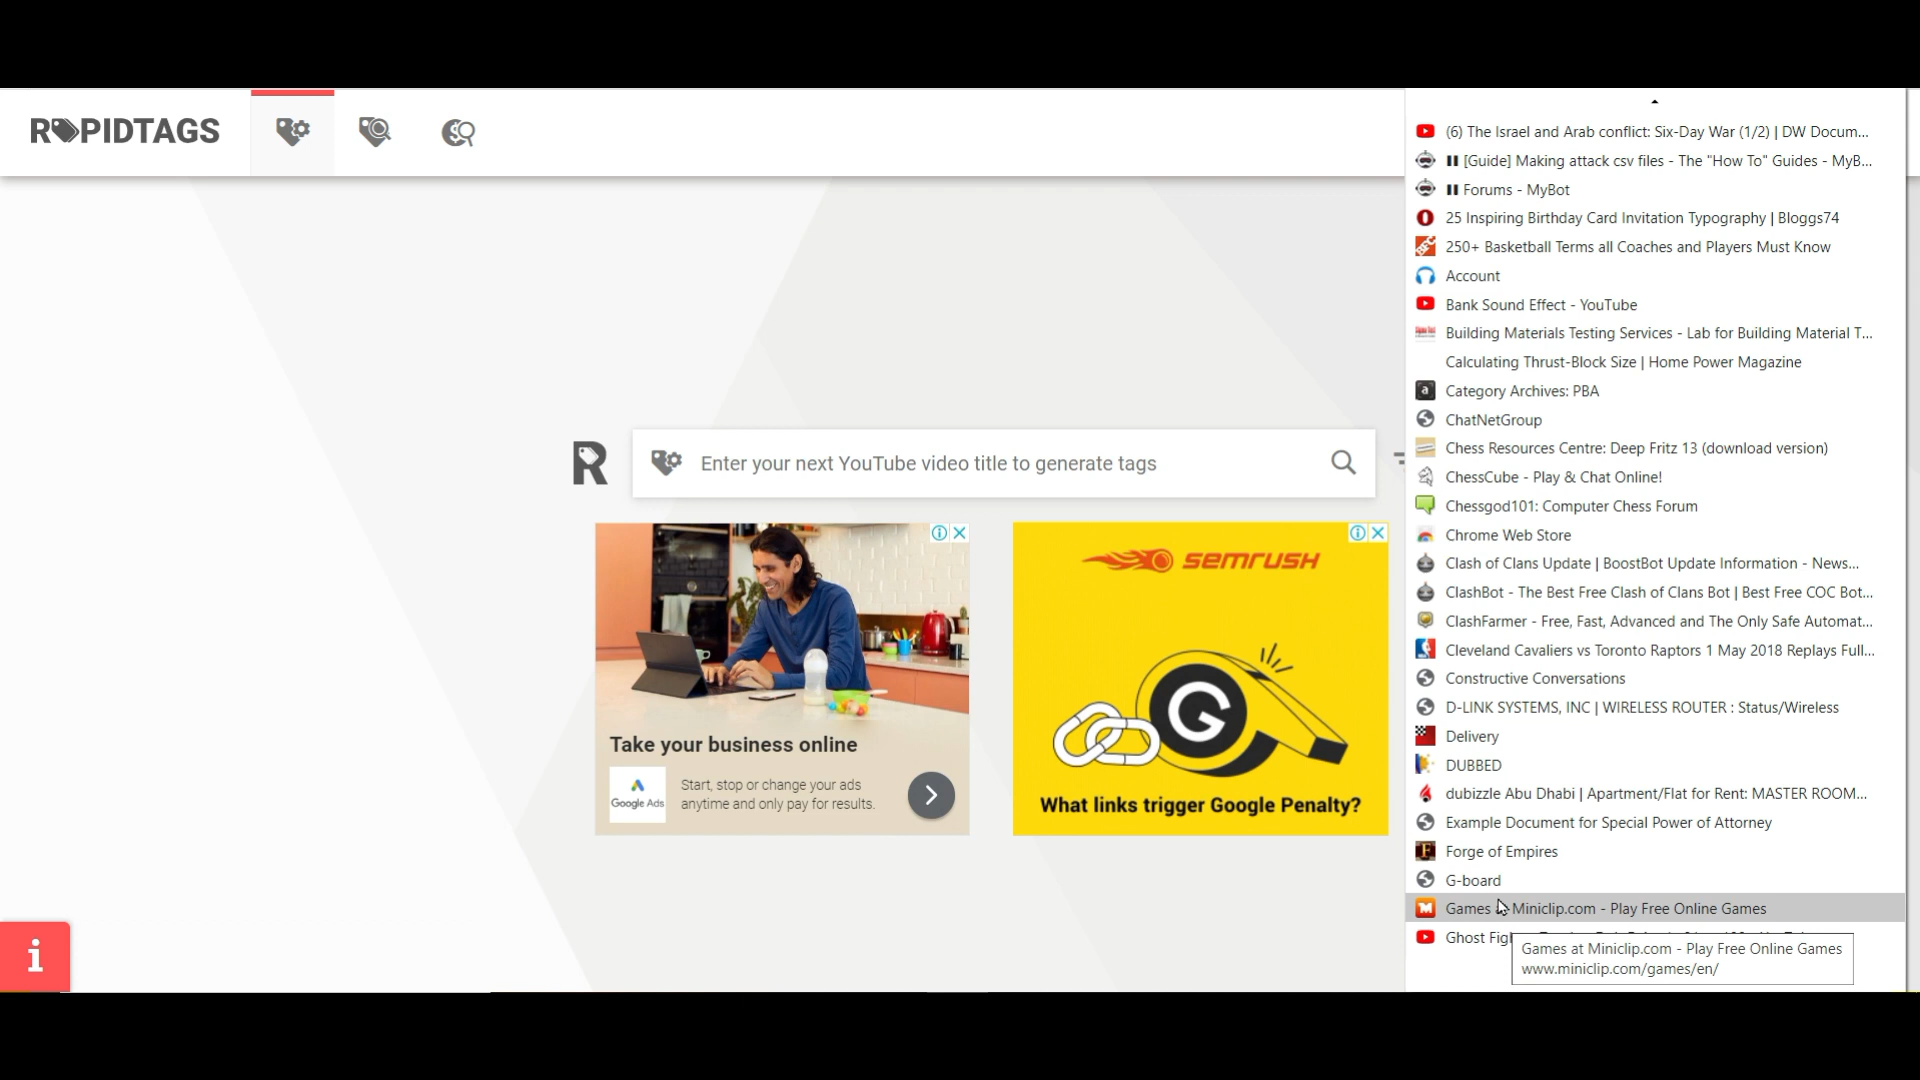 RAPIDTAGS
Enter your next YouTube video title to generate tags
Take your business online
Google Ads
Start, stop or change your ads
anytime and only pay for results.
semrush
G
What links trigger Google Penalty?
i
(6) The Israel and Arab conflict: Six-Day War (1/2) | DW Docum...
[Guide] Making attack csv files - The "How To" Guides - MyB...
Forums - MyBot
25 Inspiring Birthday Card Invitation Typography | Bloggs74
250+ Basketball Terms all Coaches and Players Must Know
Account
Bank Sound Effect - YouTube
Building Materials Testing Services - Lab for Building Material T...
Calculating Thrust-Block Size | Home Power Magazine
Category Archives: PBA
ChatNetGroup
Chess Resources Centre: Deep Fritz 13 (download version)
ChessCube - Play & Chat Online!
Chessgod101: Computer Chess Forum
Chrome Web Store
Clash of Clans Update | BoostBot Update Information - News...
ClashBot - The Best Free Clash of Clans Bot | Best Free COC Bot...
ClashFarmer - Free, Fast, Advanced and The Only Safe Automat...
Cleveland Cavaliers vs Toronto Raptors 1 May 2018 Replays Full...
Constructive Conversations
D-LINK SYSTEMS, INC | WIRELESS ROUTER : Status/Wireless
Delivery
DUBBED
dubizzle Abu Dhabi | Apartment/Flat for Rent: MASTER ROOM...
Example Document for Special Power of Attorney
Forge of Empires
G-board
Games Miniclip.com - Play Free Online Games
Ghost
Games at Miniclip.com - Play Free Online Games
www.miniclip.com/games/en/